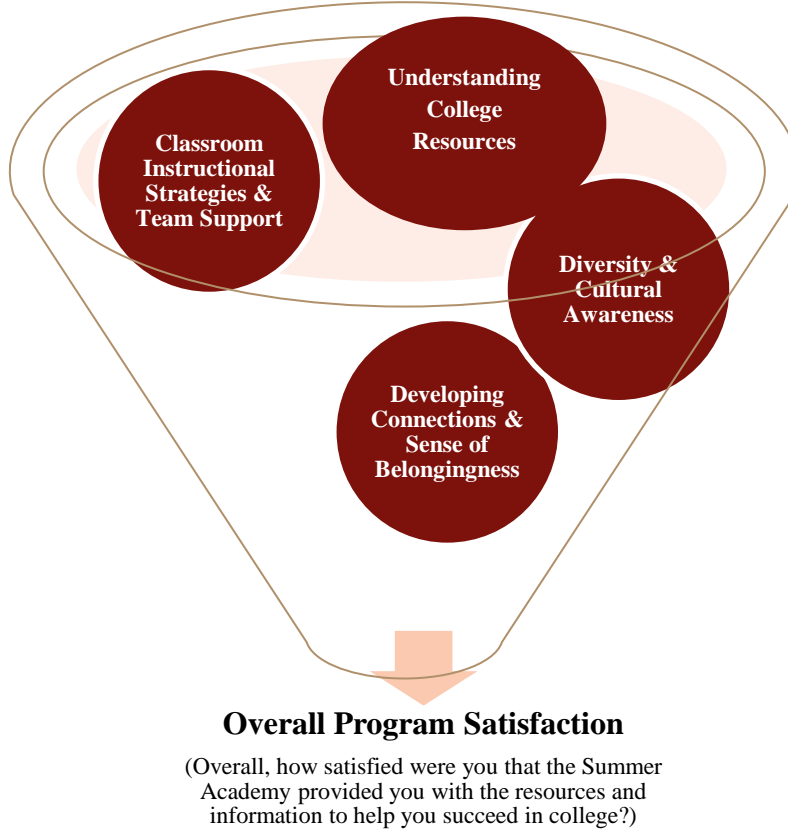 Understanding
College
Resources
Classroom
Instructional
Strategies &
Team Support
Diversity &
Cultural
Awareness
Developing
Connections &
Sense of
Belongingness
Overall Program Satisfaction
(Overall, how satisfied were you that the Summer
Academy provided you with the resources and
information to help you succeed in college?)